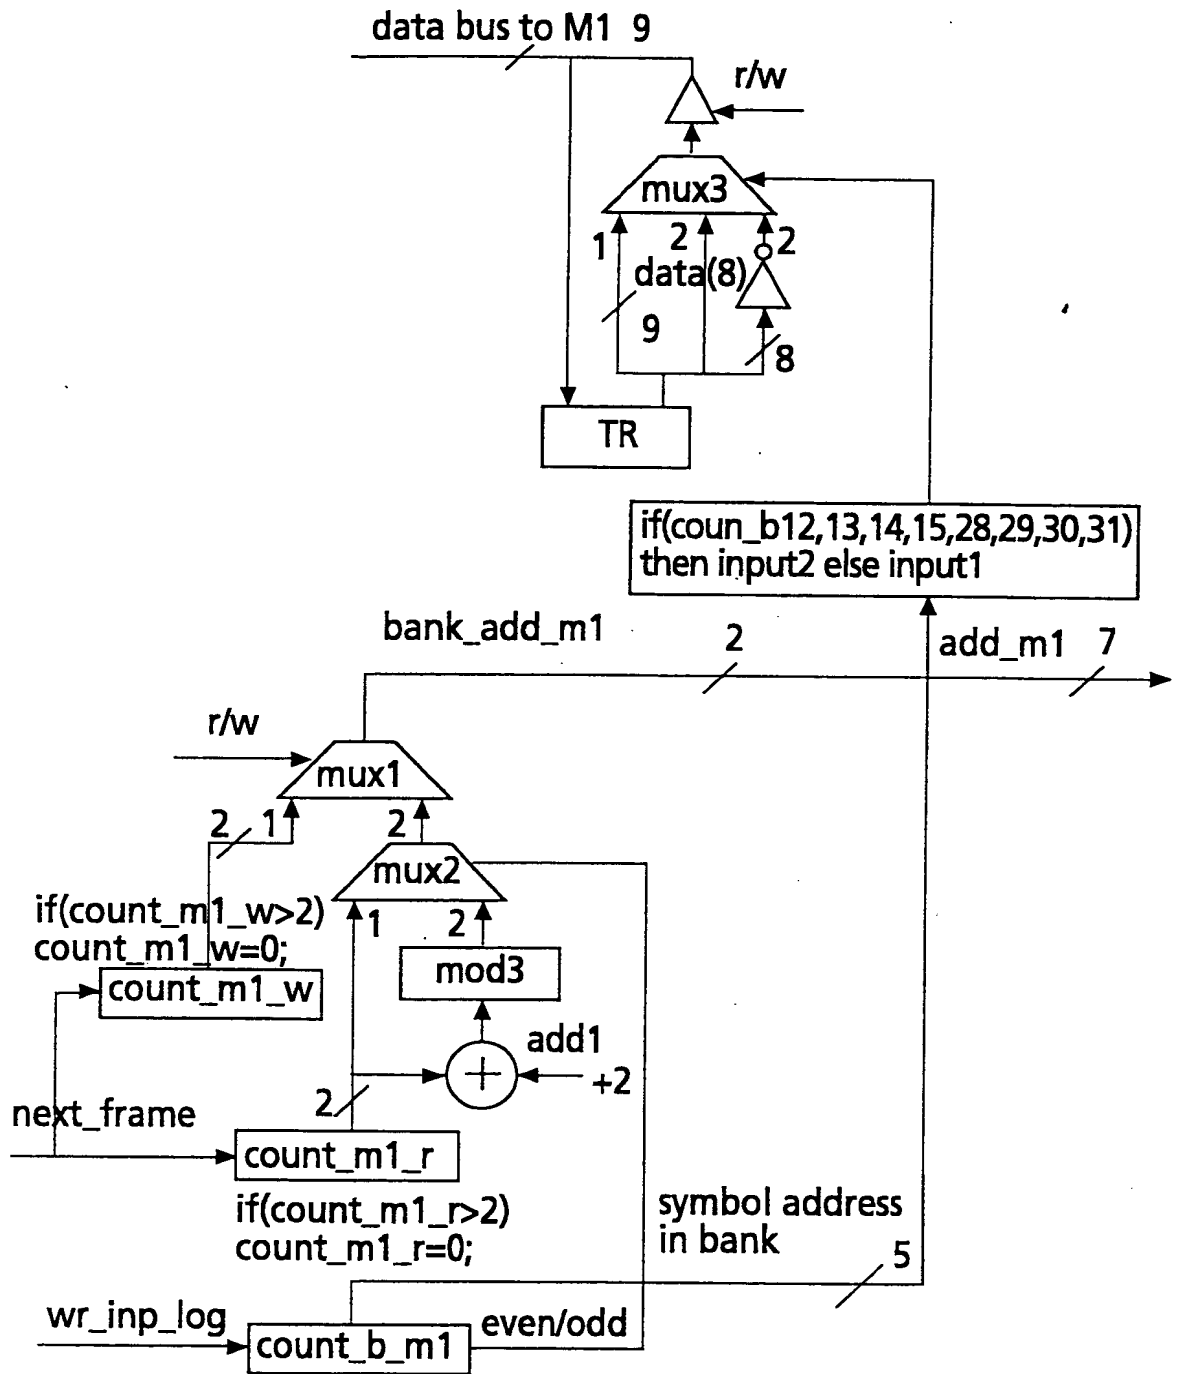 data bus to M1 9
r/w
mux3
1
2
2
data(8)
9
8
TR
if(coun_b12,13,14,15,28,29,30,31)
then input2 else input1
bank_add_m1
2
add_m1
7
r/w
mux1
2
1
2
mux2
if(count_m1_w>2)
count_m1_w=0;
1
2
mod3
count_m1_w
add1
+
+2
2
next_frame
count_m1_r
if(count_m1_r>2)
count_m1_r=0;
symbol address
in bank
5
wr_inp_log
count_b_m1
even/odd